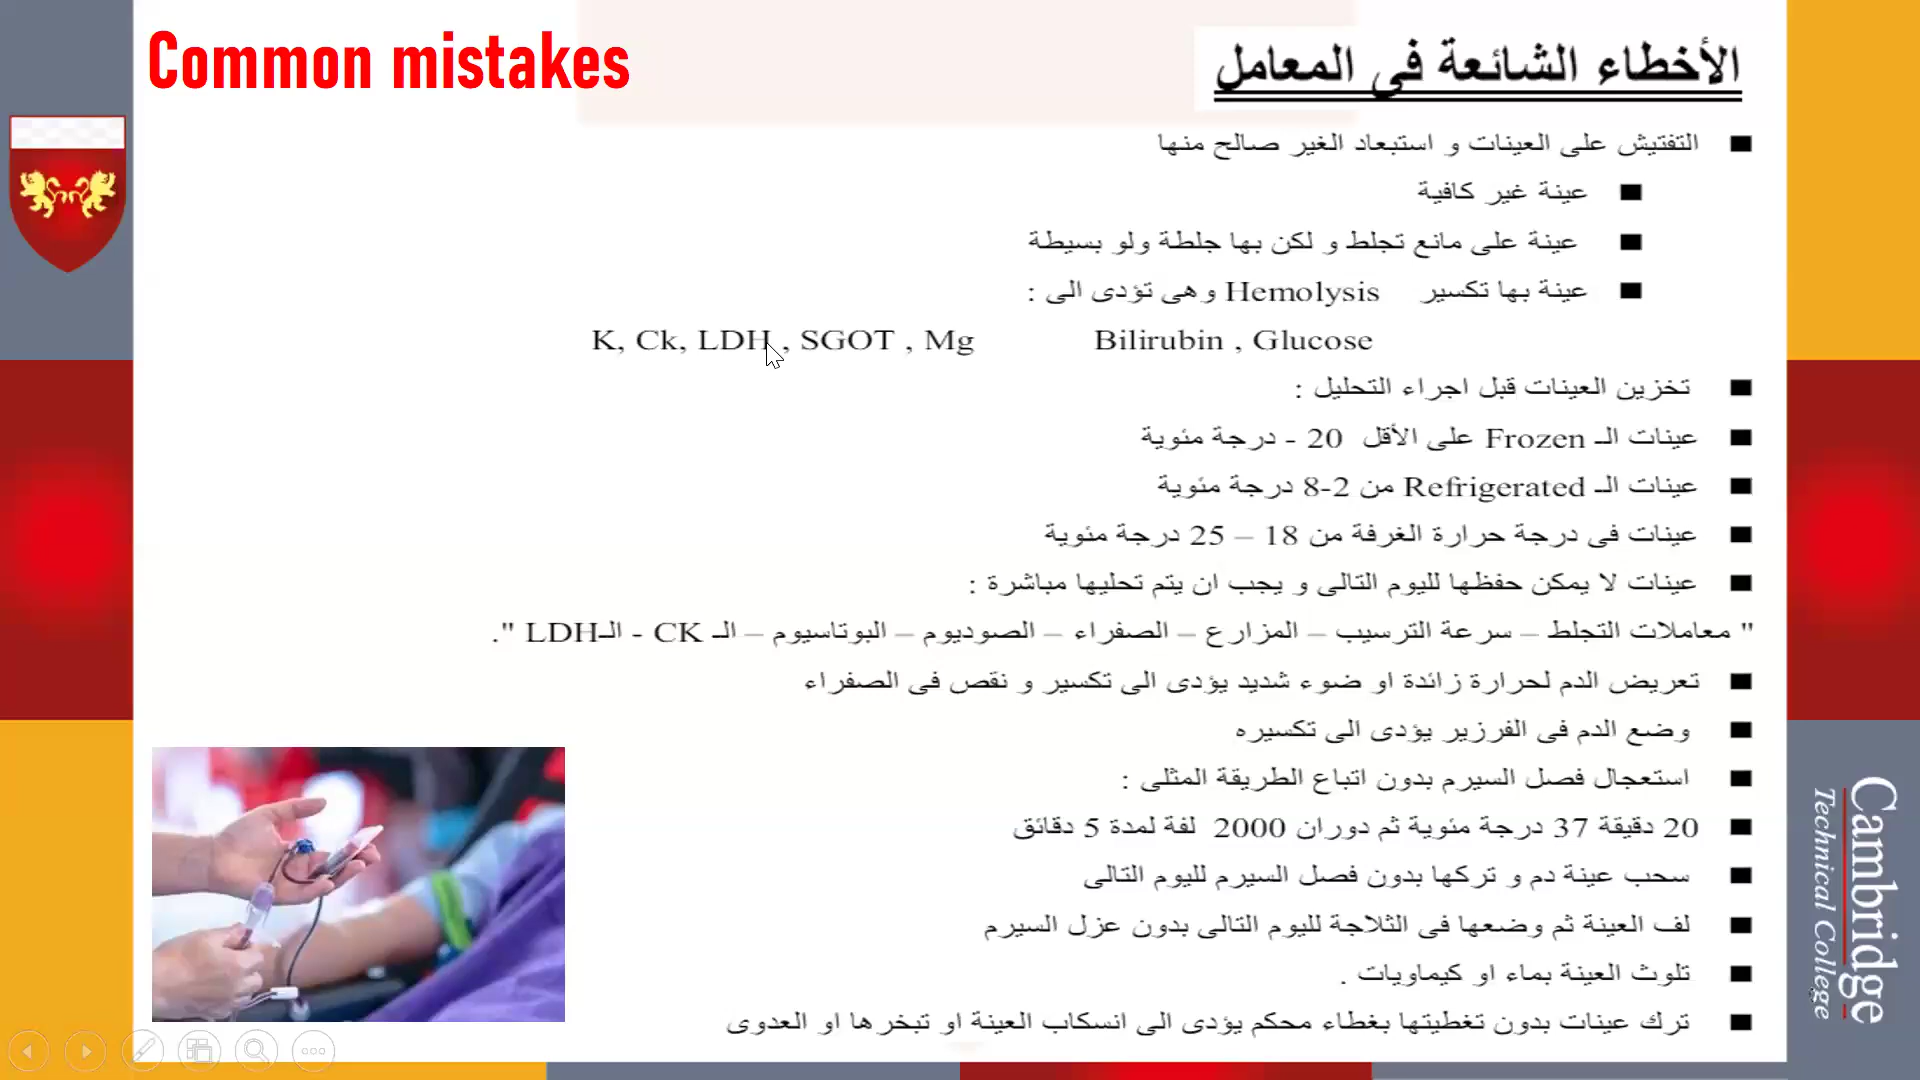 Common mistakes
الأخطاء الشائعة فى المعامل
■ التفتيش على العينات و استبعاد الغير صالح منها
■ عينة غير كافية
■ عينة على مانع تجلط و لكن بها جلطة ولو بسيطة
■ عينة بها تكسير Hemolysis وهى تؤدى الى :
K, Ck, LDH , SGOT , Mg Bilirubin , Glucose
■ تخزين العينات قبل اجراء التحليل :
■ عينات الـ Frozen على الأقل 20 - درجة مئوية
■ عينات الـ Refrigerated من 2-8 درجة مئوية
■ عينات فى درجة حرارة الغرفة من 18 – 25 درجة مئوية
■ عينات لا يمكن حفظها لليوم التالى و يجب ان يتم تحليها مباشرة :
" معاملات التجلط – سرعة الترسيب – المزارع – الصفراء – الصوديوم – البوتاسيوم – الـ CK - الـLDH ".
■ تعريض الدم لحرارة زائدة او ضوء شديد يؤدى الى تكسير و نقص فى الصفراء
■ وضع الدم فى الفرزير يؤدى الى تكسيره
■ استعجال فصل السيرم بدون اتباع الطريقة المثلى :
■ 20 دقيقة 37 درجة مئوية ثم دوران 2000 لفة لمدة 5 دقائق
■ سحب عينة دم و تركها بدون فصل السيرم لليوم التالى
■ لف العينة ثم وضعها فى الثلاجة لليوم التالى بدون عزل السيرم
■ تلوث العينة بماء او كيماويات .
■ ترك عينات بدون تغطيتها بغطاء محكم يؤدى الى انسكاب العينة او تبخرها او العدوى
Cambridge
Technical College